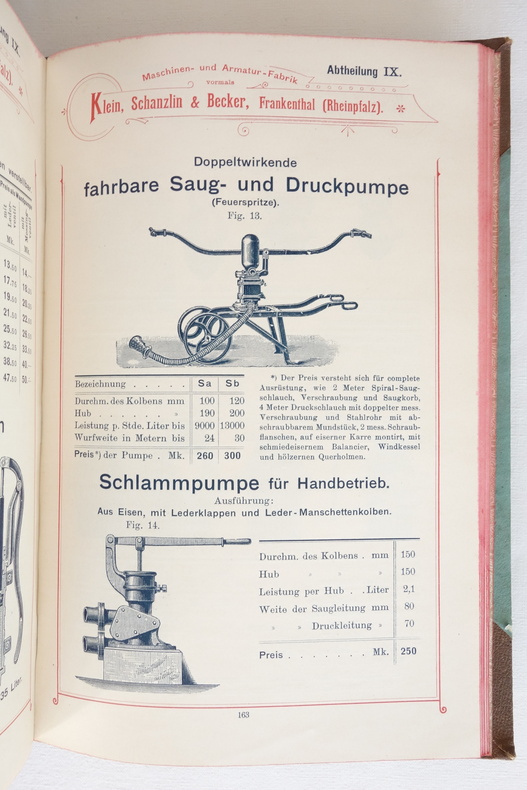 ung IX.
alz).
Maschinen- und Armatur-Fabrik
vormals
Klein, Schanzlin & Becker, Frankenthal (Rheinpfalz).
Abtheilung IX.
Doppeltwirkende
fahrbare Saug- und Druckpumpe
(Feuerspritze).
Fig. 13.
Bezeichnung . . . . . Sa Sb
Durchm. des Kolbens mm 100 120
Hub „ 190 200
Leistung p. Stde. Liter bis 9000 13000
Wurfweite in Metern bis 24 30
Preis*) der Pumpe . Mk. 260 300
*) Der Preis versteht sich für complete
Ausrüstung, wie 2 Meter Spiral-Saug-
schlauch, Verschraubung und Saugkorb,
4 Meter Druckschlauch mit doppelter mess.
Verschraubung und Stahlrohr mit ab-
schraubbarem Mundstück, 2 mess. Schraub-
flanschen, auf eiserner Karre montirt, mit
schmiedeisernem Balancier, Windkessel
und hölzernen Querholmen.
Schlammpumpe für Handbetrieb.
Ausführung:
Aus Eisen, mit Lederklappen und Leder-Manschettenkolben.
Fig. 14.
Durchm. des Kolbens . mm 150
Hub „ „ „ 150
Leistung per Hub . . Liter 2,1
Weite der Saugleitung mm 80
„ „ Druckleitung „ 70
Preis . . . . . . . Mk. 250
163
35 Liter.